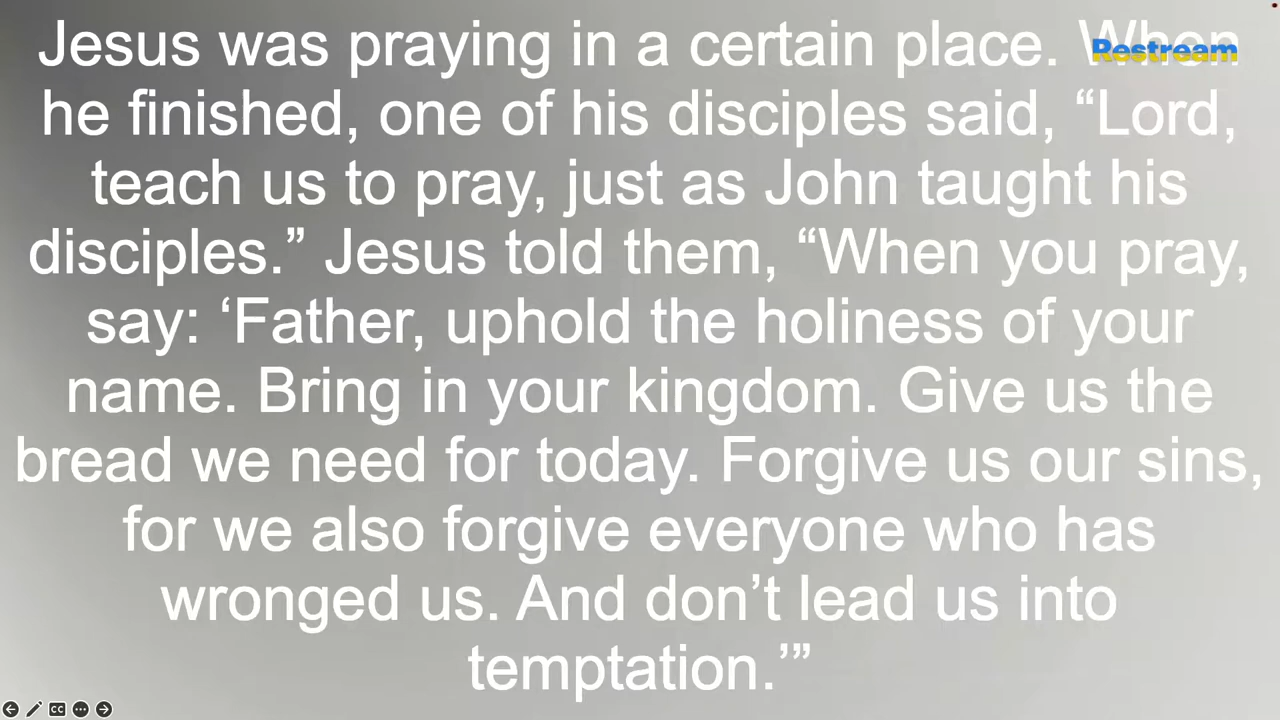 Jesus was praying in a certain place. When
Restream
he finished, one of his disciples said, “Lord,
teach us to pray, just as John taught his
disciples.” Jesus told them, “When you pray,
say: ‘Father, uphold the holiness of your
name. Bring in your kingdom. Give us the
bread we need for today. Forgive us our sins,
for we also forgive everyone who has
wronged us. And don’t lead us into
temptation.’”
CC